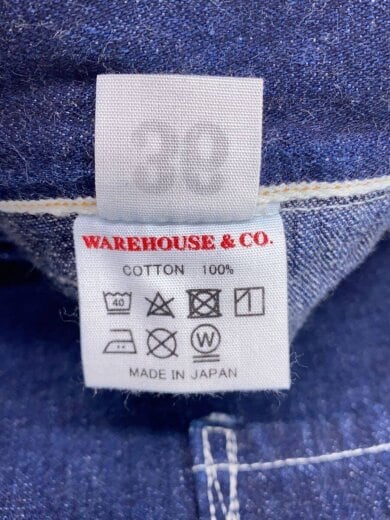 38
WAREHOUSE & CO.
COTTON 100%
40
W
MADE IN JAPAN